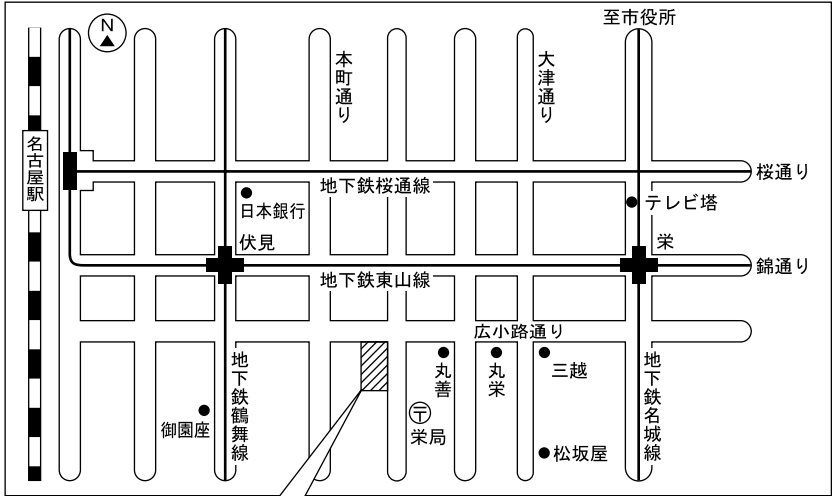 至市役所
N
本町通り
大津通り
名古屋駅
桜通り
地下鉄桜通線
日本銀行
テレビ塔
伏見
栄
錦通り
地下鉄東山線
広小路通り
地下鉄鶴舞線
丸善
丸栄
三越
地下鉄名城線
御園座
〒
栄局
松坂屋